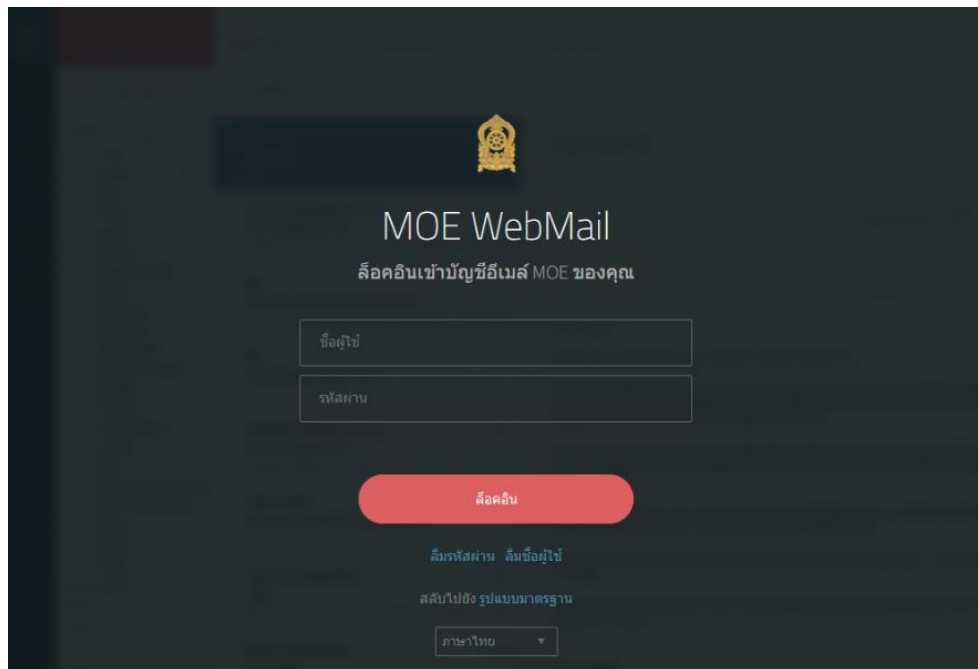 MOE WebMail
ล็อคอินเข้าบัญชีอีเมล์ MOE ของคุณ
ชื่อผู้ใช้
รหัสผ่าน
ล็อคอิน
ลืมรหัสผ่าน ลืมชื่อผู้ใช้
สลับไปยัง รูปแบบมาตรฐาน
ภาษาไทย